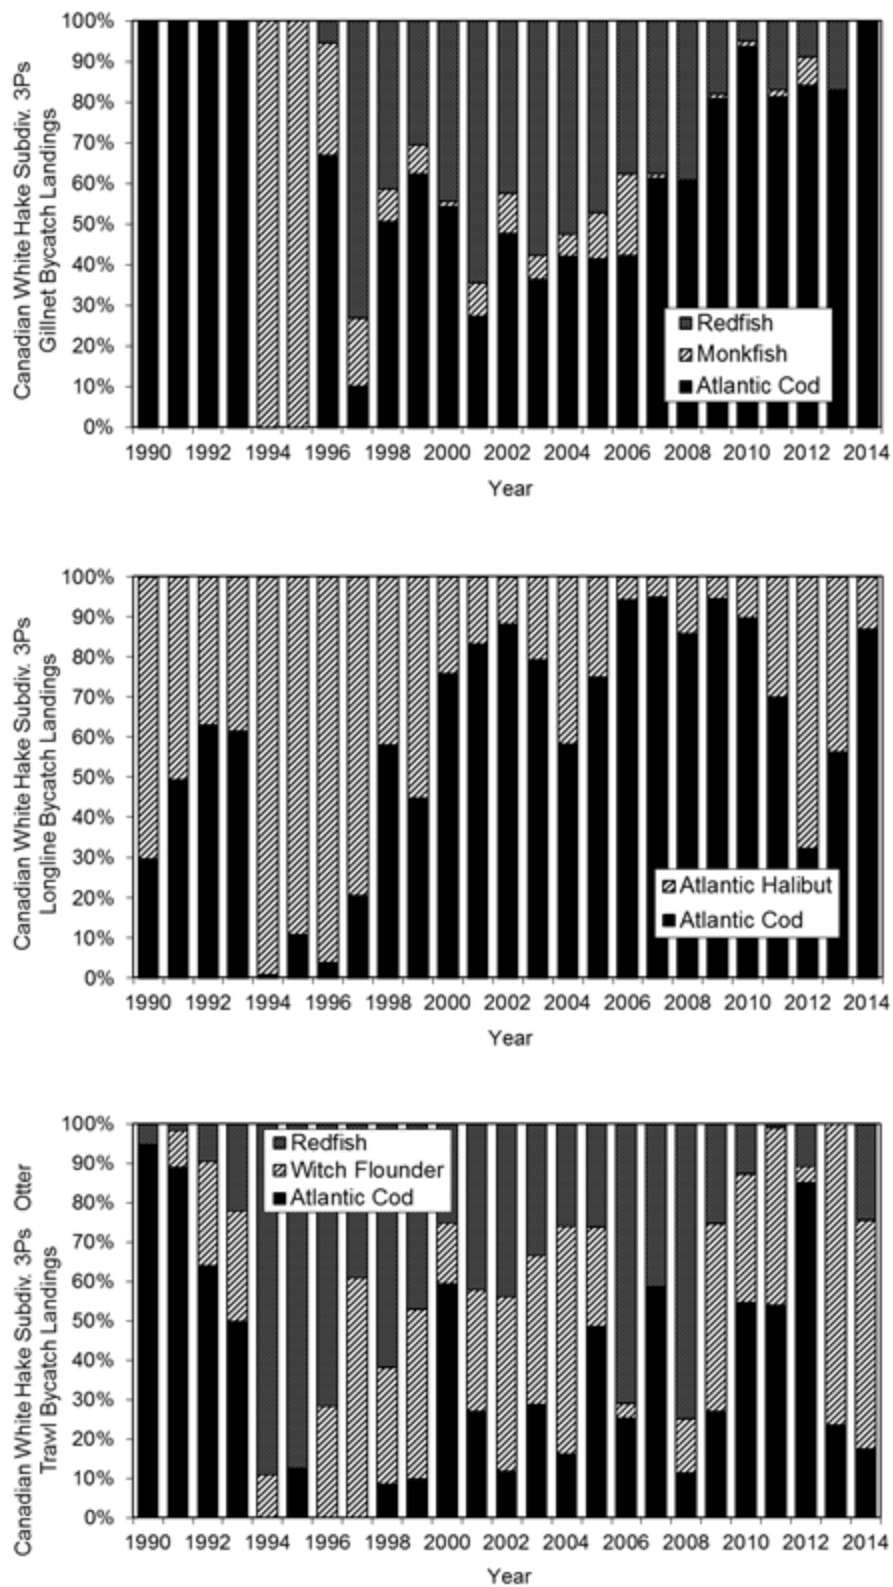 Canadian White Hake Subdiv. 3Ps
Gillnet Bycatch Landings
100%
90%
80%
70%
60%
50%
40%
30%
20%
10%
0%
Redfish
Monkfish
Atlantic Cod
1990 1992 1994 1996 1998 2000 2002 2004 2006 2008 2010 2012 2014
Year
Canadian White Hake Subdiv. 3Ps
Longline Bycatch Landings
100%
90%
80%
70%
60%
50%
40%
30%
20%
10%
0%
Atlantic Halibut
Atlantic Cod
1990 1992 1994 1996 1998 2000 2002 2004 2006 2008 2010 2012 2014
Year
Canadian White Hake Subdiv. 3Ps Otter
Trawl Bycatch Landings
100%
90%
80%
70%
60%
50%
40%
30%
20%
10%
0%
Redfish
Witch Flounder
Atlantic Cod
1990 1992 1994 1996 1998 2000 2002 2004 2006 2008 2010 2012 2014
Year